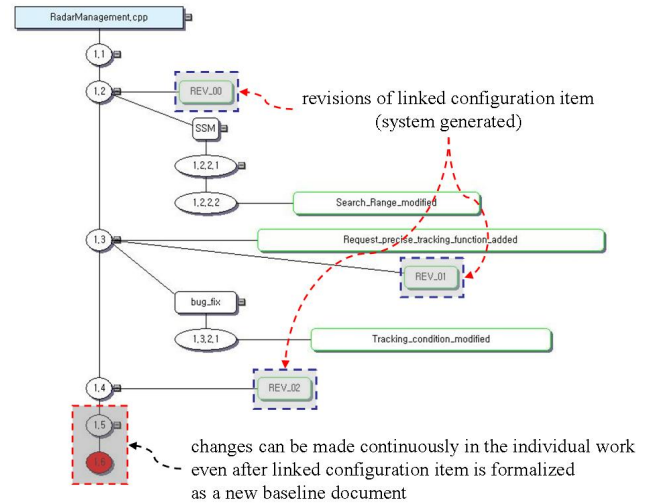 RadarManagement.cpp
1.1
1.2
REV_00
revisions of linked configuration item
(system generated)
SSM
1.2.2.1
1.2.2.2
Search_Range_modified
1.3
Request_precise_tracking_function_added
REV_01
bug_fix
1.3.2.1
Tracking_condition_modified
1.4
REV_02
1.5
1.6
changes can be made continuously in the individual work
even after linked configuration item is formalized
as a new baseline document